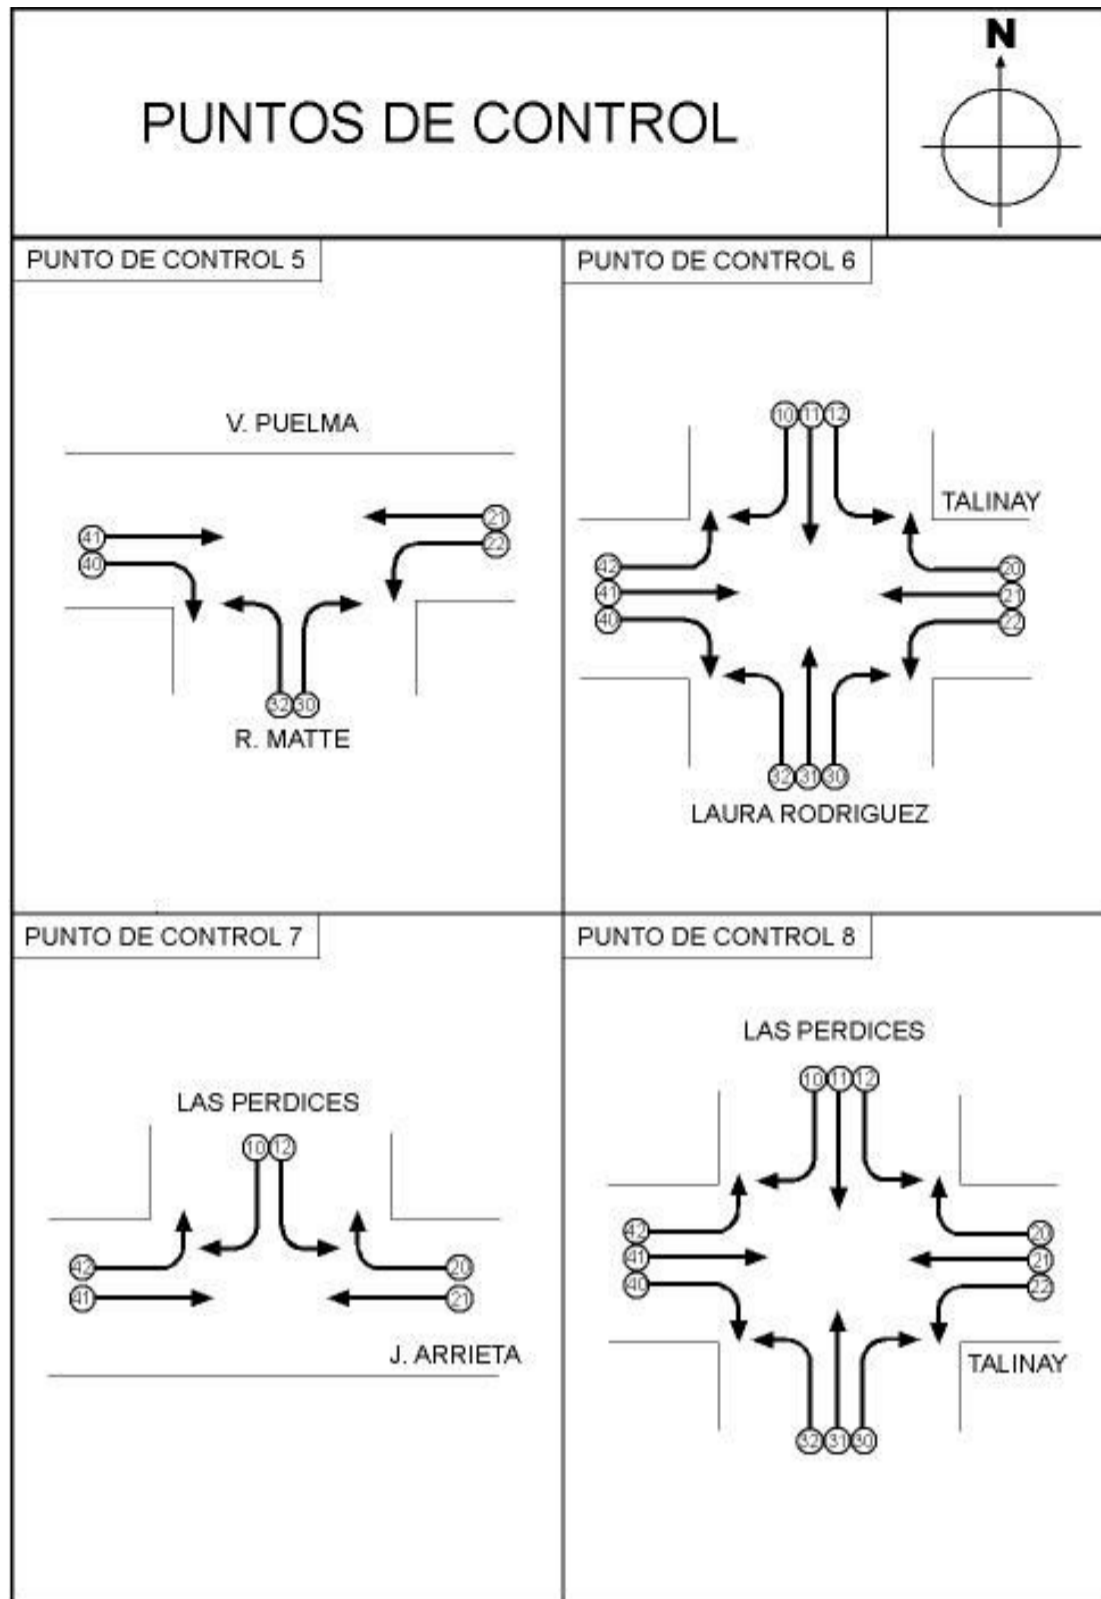 PUNTOS DE CONTROL
N
PUNTO DE CONTROL 5
V. PUELMA
41
40
21
22
32 30
R. MATTE
PUNTO DE CONTROL 6
10 11 12
TALINAY
42
41
40
20
21
22
32 31 30
LAURA RODRIGUEZ
PUNTO DE CONTROL 7
LAS PERDICES
10 12
42
41
20
21
J. ARRIETA
PUNTO DE CONTROL 8
LAS PERDICES
10 11 12
42
41
40
20
21
22
TALINAY
32 31 30